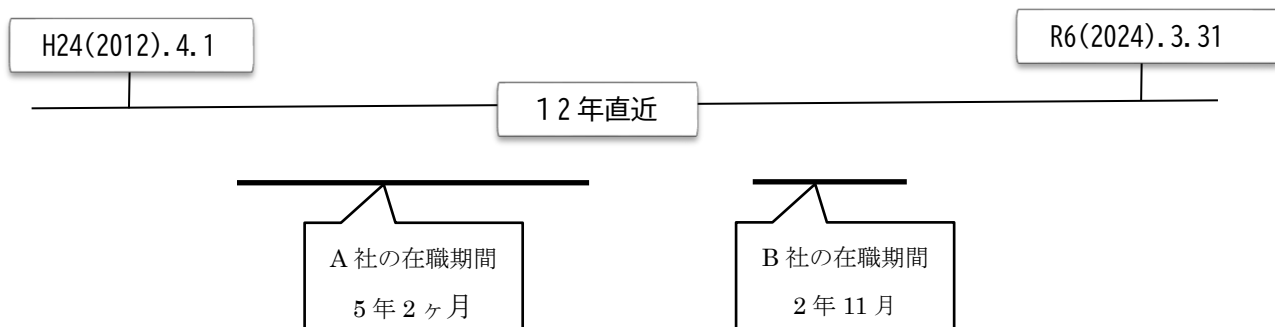 H24(2012).4.1
R6(2024).3.31
12年直近
A社の在職期間
5年2ヶ月
B社の在職期間
2年11月